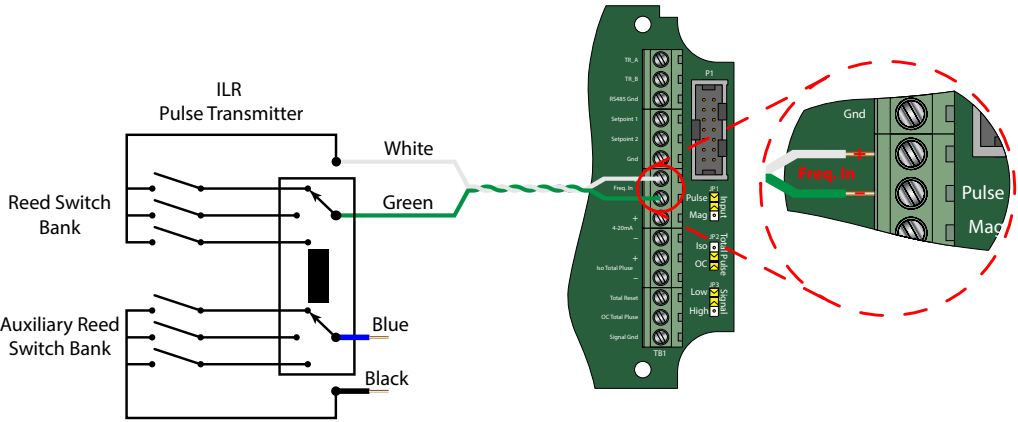 ILR
Pulse Transmitter
White
Green
Reed Switch
Bank
Auxiliary Reed
Switch Bank
Blue
Black
TR_A
TR_B
RS485 Gnd
Setpoint 1
Setpoint 2
Gnd
Freq. In
+
4-20mA
−
+
Iso Total Pluse
−
Total Reset
OC Total Pluse
Signal Gnd
TB1
P1
JP1
Pulse
Mag
Input
JP2
Iso
OC
Total Pulse
JP3
Low
High
Signal
Gnd
+
Freq. In
−
Pulse
Mag